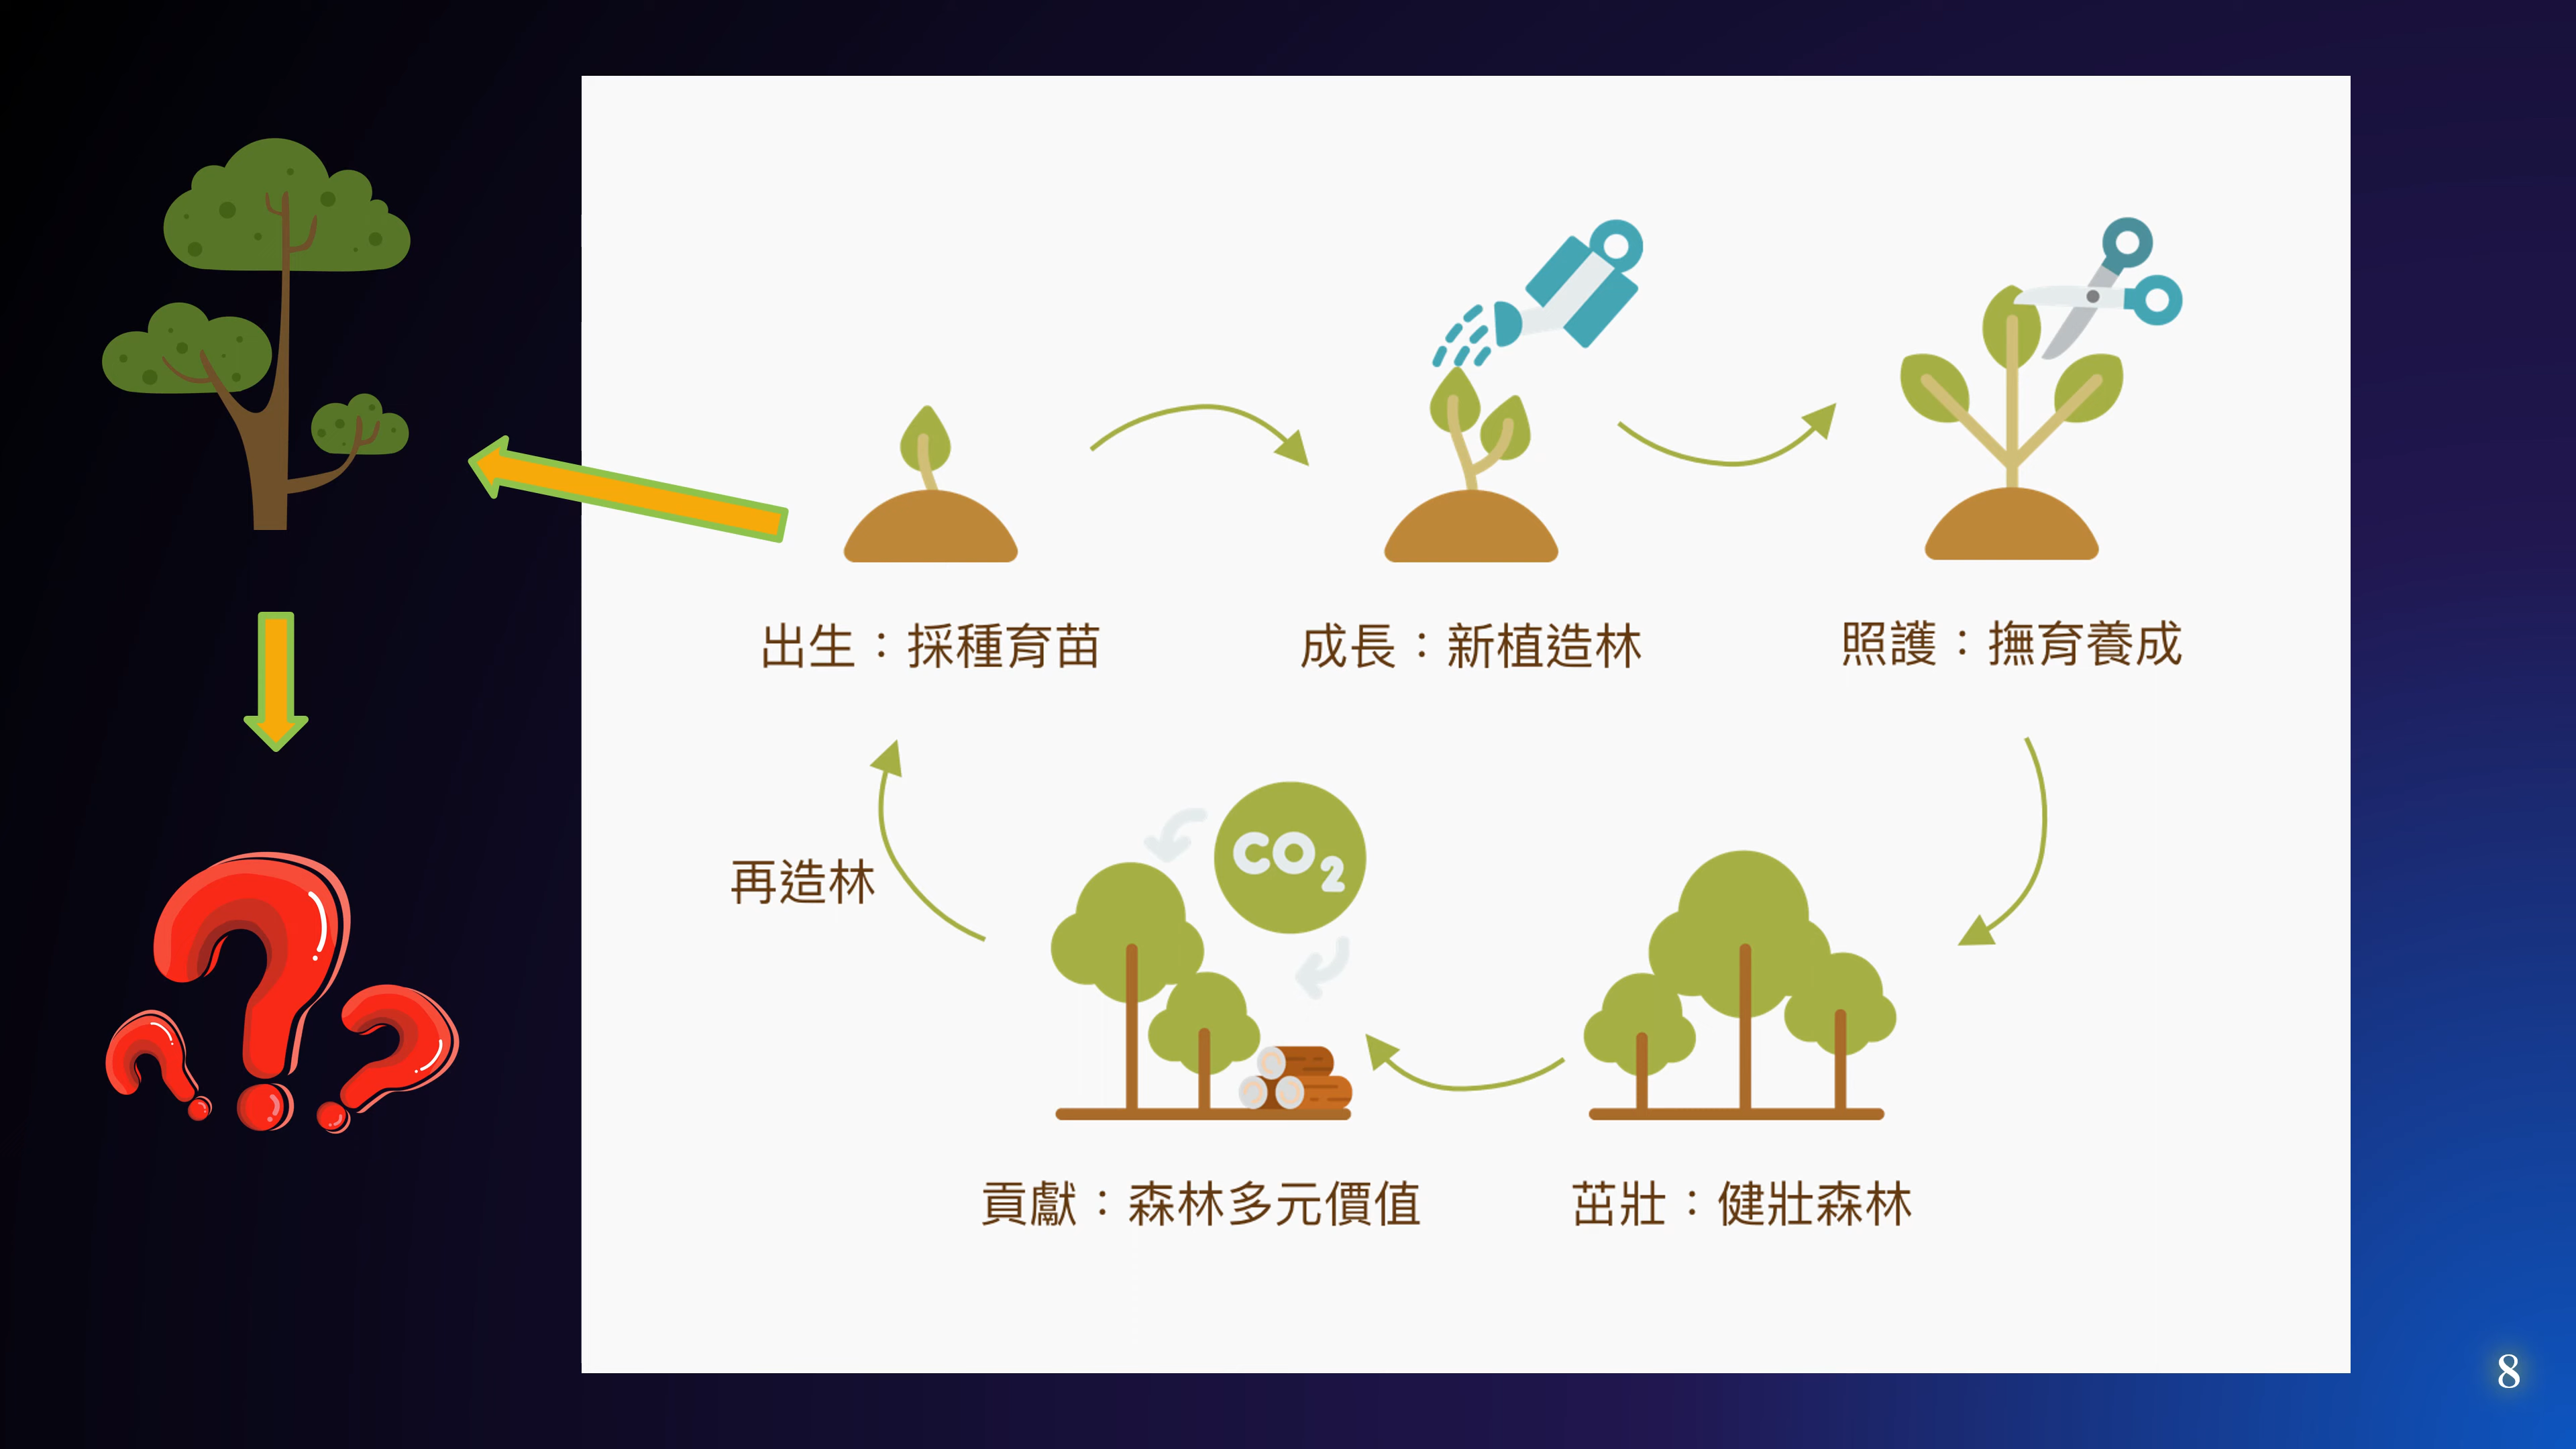 出生：採種育苗
成長：新植造林
照護：撫育養成
再造林
CO₂
貢獻：森林多元價值
茁壯：健壯森林
8